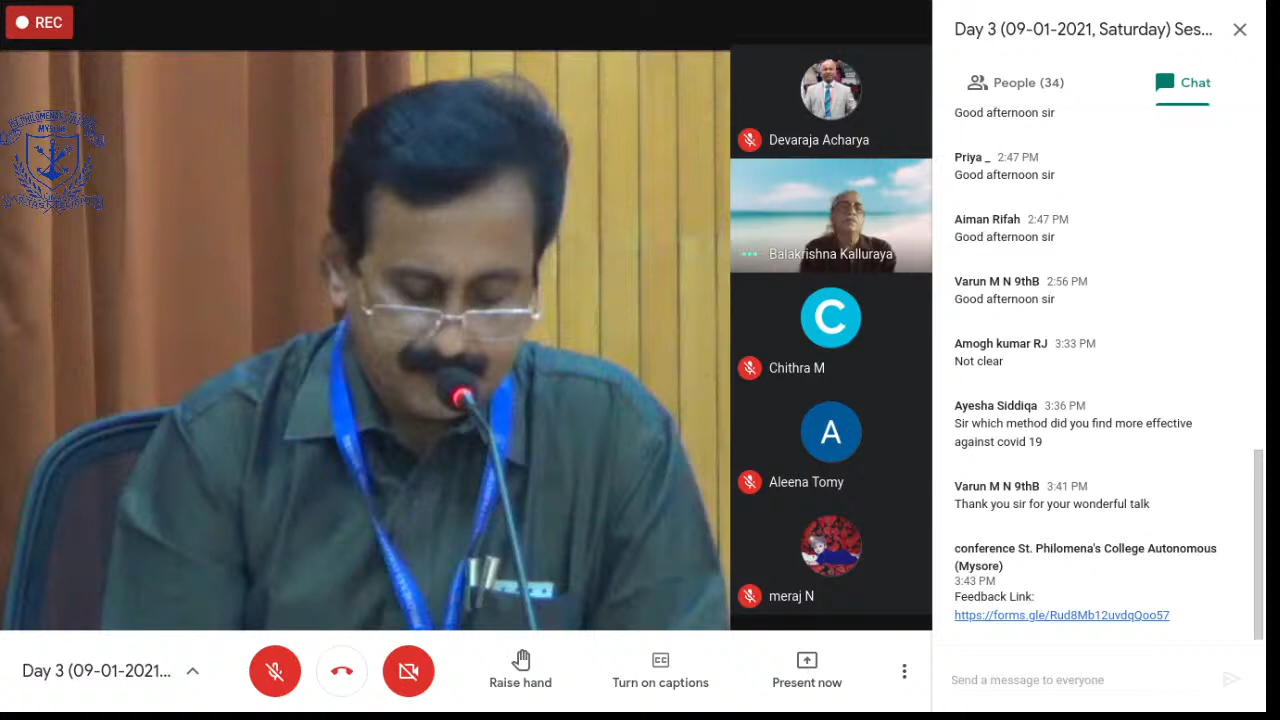 REC
MYSORE
Devaraja Acharya
Balakrishna Kalluraya
C
Chithra M
A
Aleena Tomy
meraj N
Day 3 (09-01-2021...
Raise hand
CC
Turn on captions
Present now
Day 3 (09-01-2021, Saturday) Ses...
People (34)
Chat
Good afternoon sir
Priya _ 2:47 PM
Good afternoon sir
Aiman Rifah 2:47 PM
Good afternoon sir
Varun M N 9thB 2:56 PM
Good afternoon sir
Amogh kumar RJ 3:33 PM
Not clear
Ayesha Siddiqa 3:36 PM
Sir which method did you find more effective
against covid 19
Varun M N 9thB 3:41 PM
Thank you sir for your wonderful talk
conference St. Philomena's College Autonomous
(Mysore)
3:43 PM
Feedback Link:
https://forms.gle/Rud8Mb12uvdqQoo57
Send a message to everyone